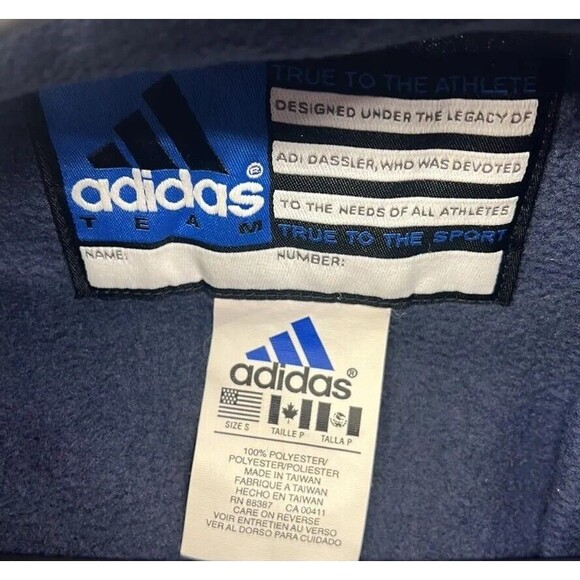 TRUE TO THE ATHLETE
DESIGNED UNDER THE LEGACY OF
ADI DASSLER, WHO WAS DEVOTED
TO THE NEEDS OF ALL ATHLETES
TRUE TO THE SPORT
adidas®
TEAM
NAME: NUMBER:
adidas®
SIZE S TAILLE P TALLA P
100% POLYESTER/
POLYESTER/POLIESTER
MADE IN TAIWAN
FABRIQUE A TAIWAN
HECHO EN TAIWAN
RN 88387 CA 00411
CARE ON REVERSE
VOIR ENTRETIEN AU VERSO
VER AL DORSO PARA CUIDADO